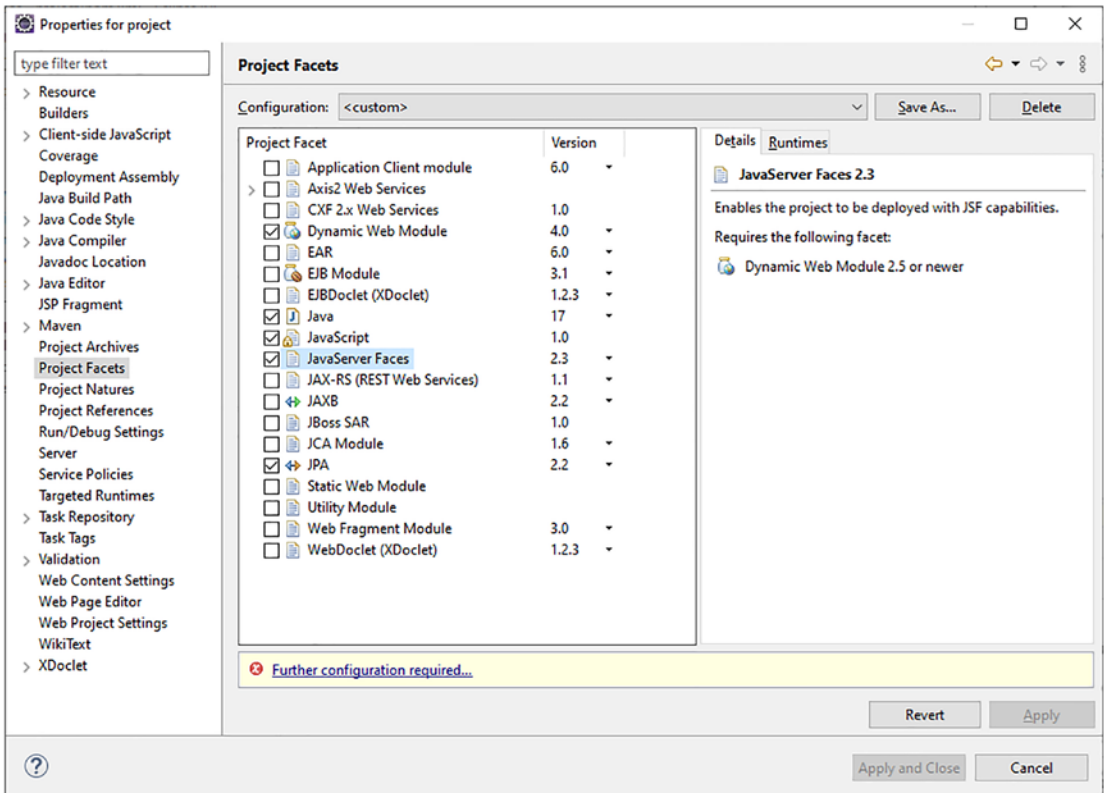 Properties for project
type filter text
Resource
Builders
Client-side JavaScript
Coverage
Deployment Assembly
Java Build Path
Java Code Style
Java Compiler
Javadoc Location
Java Editor
JSP Fragment
Maven
Project Archives
Project Facets
Project Natures
Project References
Run/Debug Settings
Server
Service Policies
Targeted Runtimes
Task Repository
Task Tags
Validation
Web Content Settings
Web Page Editor
Web Project Settings
WikiText
XDoclet
Project Facets
Configuration: <custom> Save As... Delete
Project Facet Version
Application Client module 6.0
Axis2 Web Services
CXF 2.x Web Services 1.0
Dynamic Web Module 4.0
EAR 6.0
EJB Module 3.1
EJBDoclet (XDoclet) 1.2.3
Java 17
JavaScript 1.0
JavaServer Faces 2.3
JAX-RS (REST Web Services) 1.1
JAXB 2.2
JBoss SAR 1.0
JCA Module 1.6
JPA 2.2
Static Web Module
Utility Module
Web Fragment Module 3.0
WebDoclet (XDoclet) 1.2.3
Details Runtimes
JavaServer Faces 2.3
Enables the project to be deployed with JSF capabilities.
Requires the following facet:
Dynamic Web Module 2.5 or newer
Further configuration required...
Revert Apply
Apply and Close Cancel